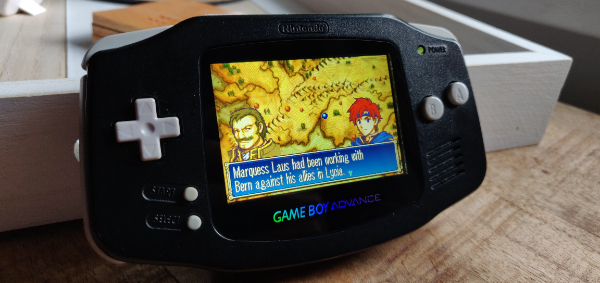 Nintendo
POWER
Marquess Laus had been working with
Bern against his allies in Lycia.
START
SELECT
GAME BOY ADVANCE